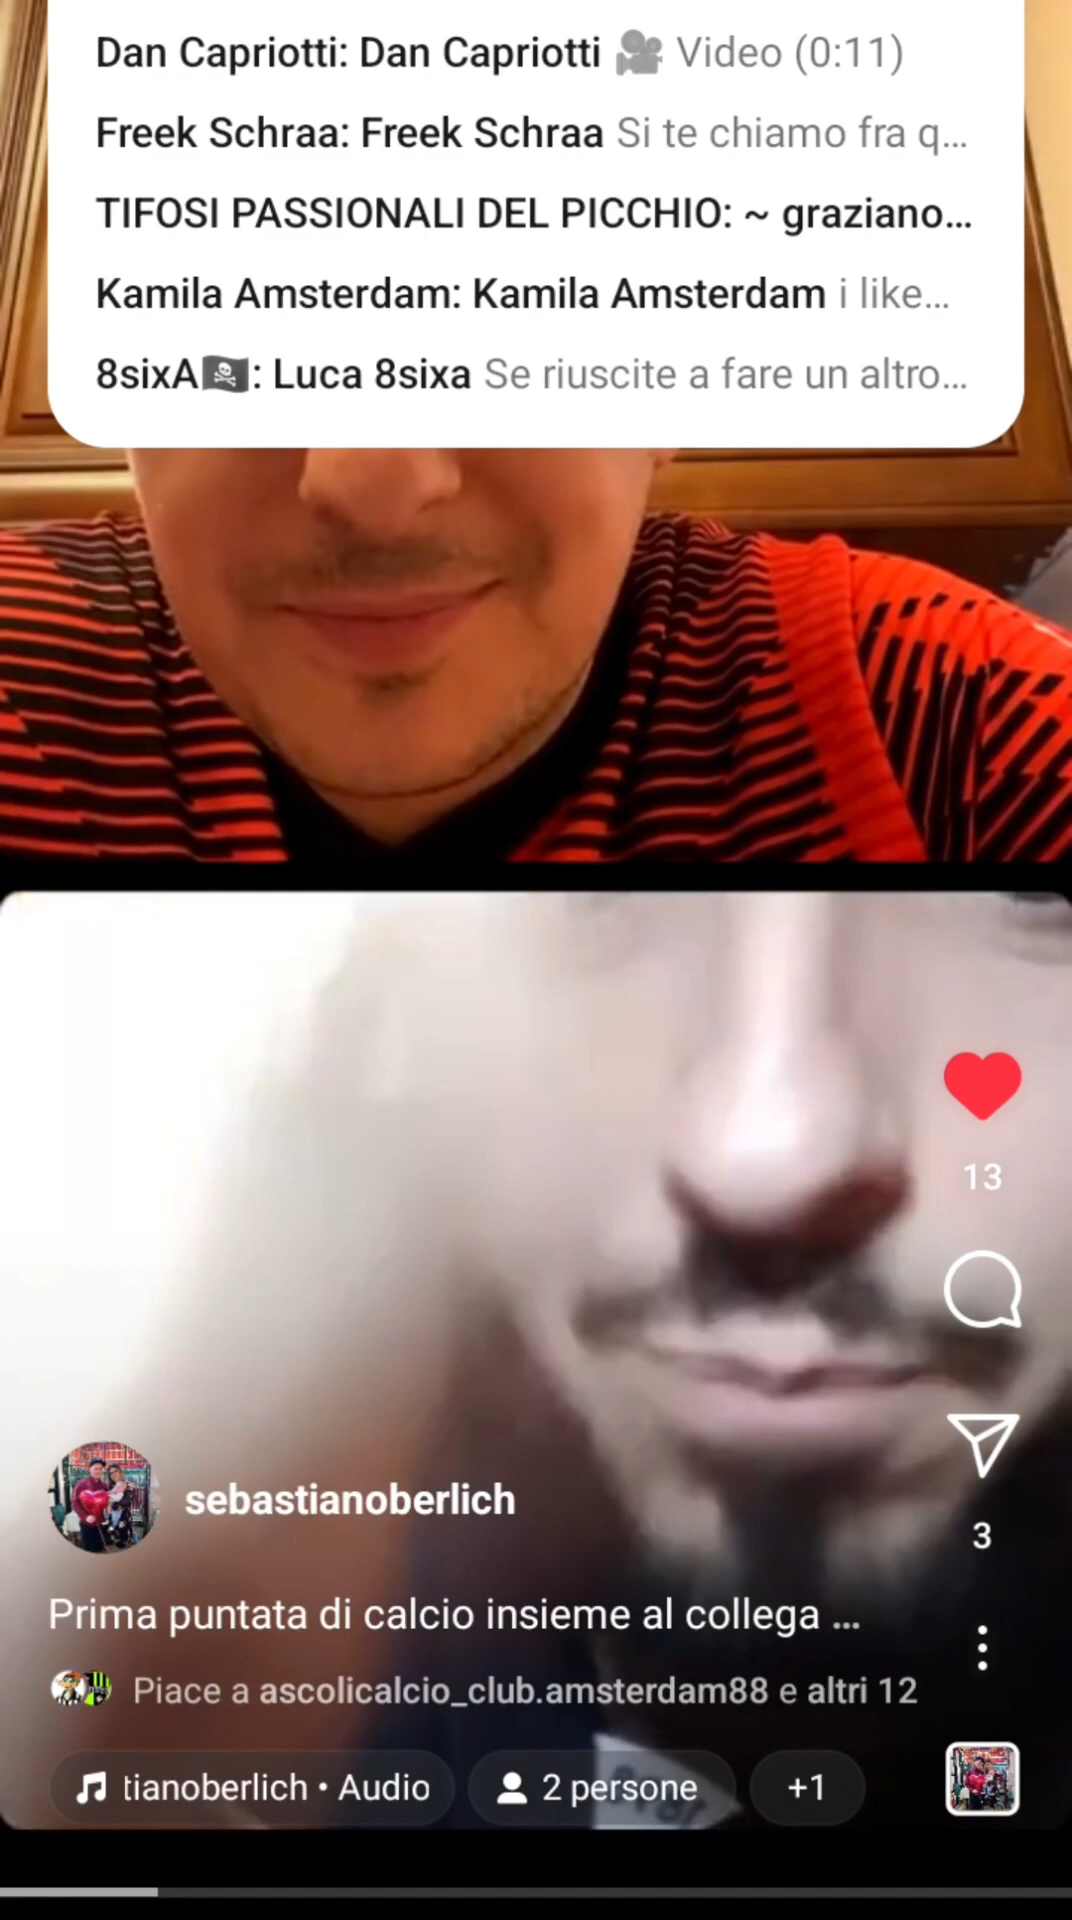 Dan Capriotti: Dan Capriotti 🎥 Video (0:11)
Freek Schraa: Freek Schraa Si te chiamo fra q...
TIFOSI PASSIONALI DEL PICCHIO: ~ graziano...
Kamila Amsterdam: Kamila Amsterdam i like...
8sixA🏴‍☠️: Luca 8sixa Se riuscite a fare un altro...
13
3
sebastianoberlich
Prima puntata di calcio insieme al collega ...
Piace a ascolicalcio_club.amsterdam88 e altri 12
tianoberlich • Audio
2 persone
+1